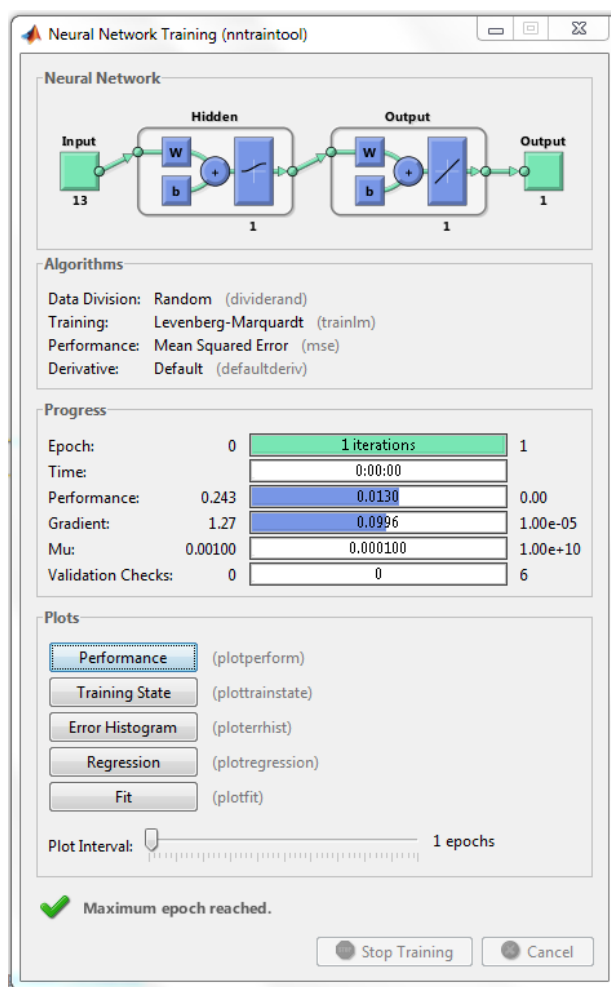 Neural Network Training (nntraintool)
Neural Network
Hidden Output
Input Output
W W
+ +
b b
13 1
1 1
Algorithms
Data Division: Random (dividerand)
Training: Levenberg-Marquardt (trainlm)
Performance: Mean Squared Error (mse)
Derivative: Default (defaultderiv)
Progress
Epoch: 0 1 iterations 1
Time: 0:00:00
Performance: 0.243 0.0130 0.00
Gradient: 1.27 0.0996 1.00e-05
Mu: 0.00100 0.000100 1.00e+10
Validation Checks: 0 0 6
Plots
Performance (plotperform)
Training State (plottrainstate)
Error Histogram (ploterrhist)
Regression (plotregression)
Fit (plotfit)
Plot Interval: 1 epochs
Maximum epoch reached.
Stop Training Cancel